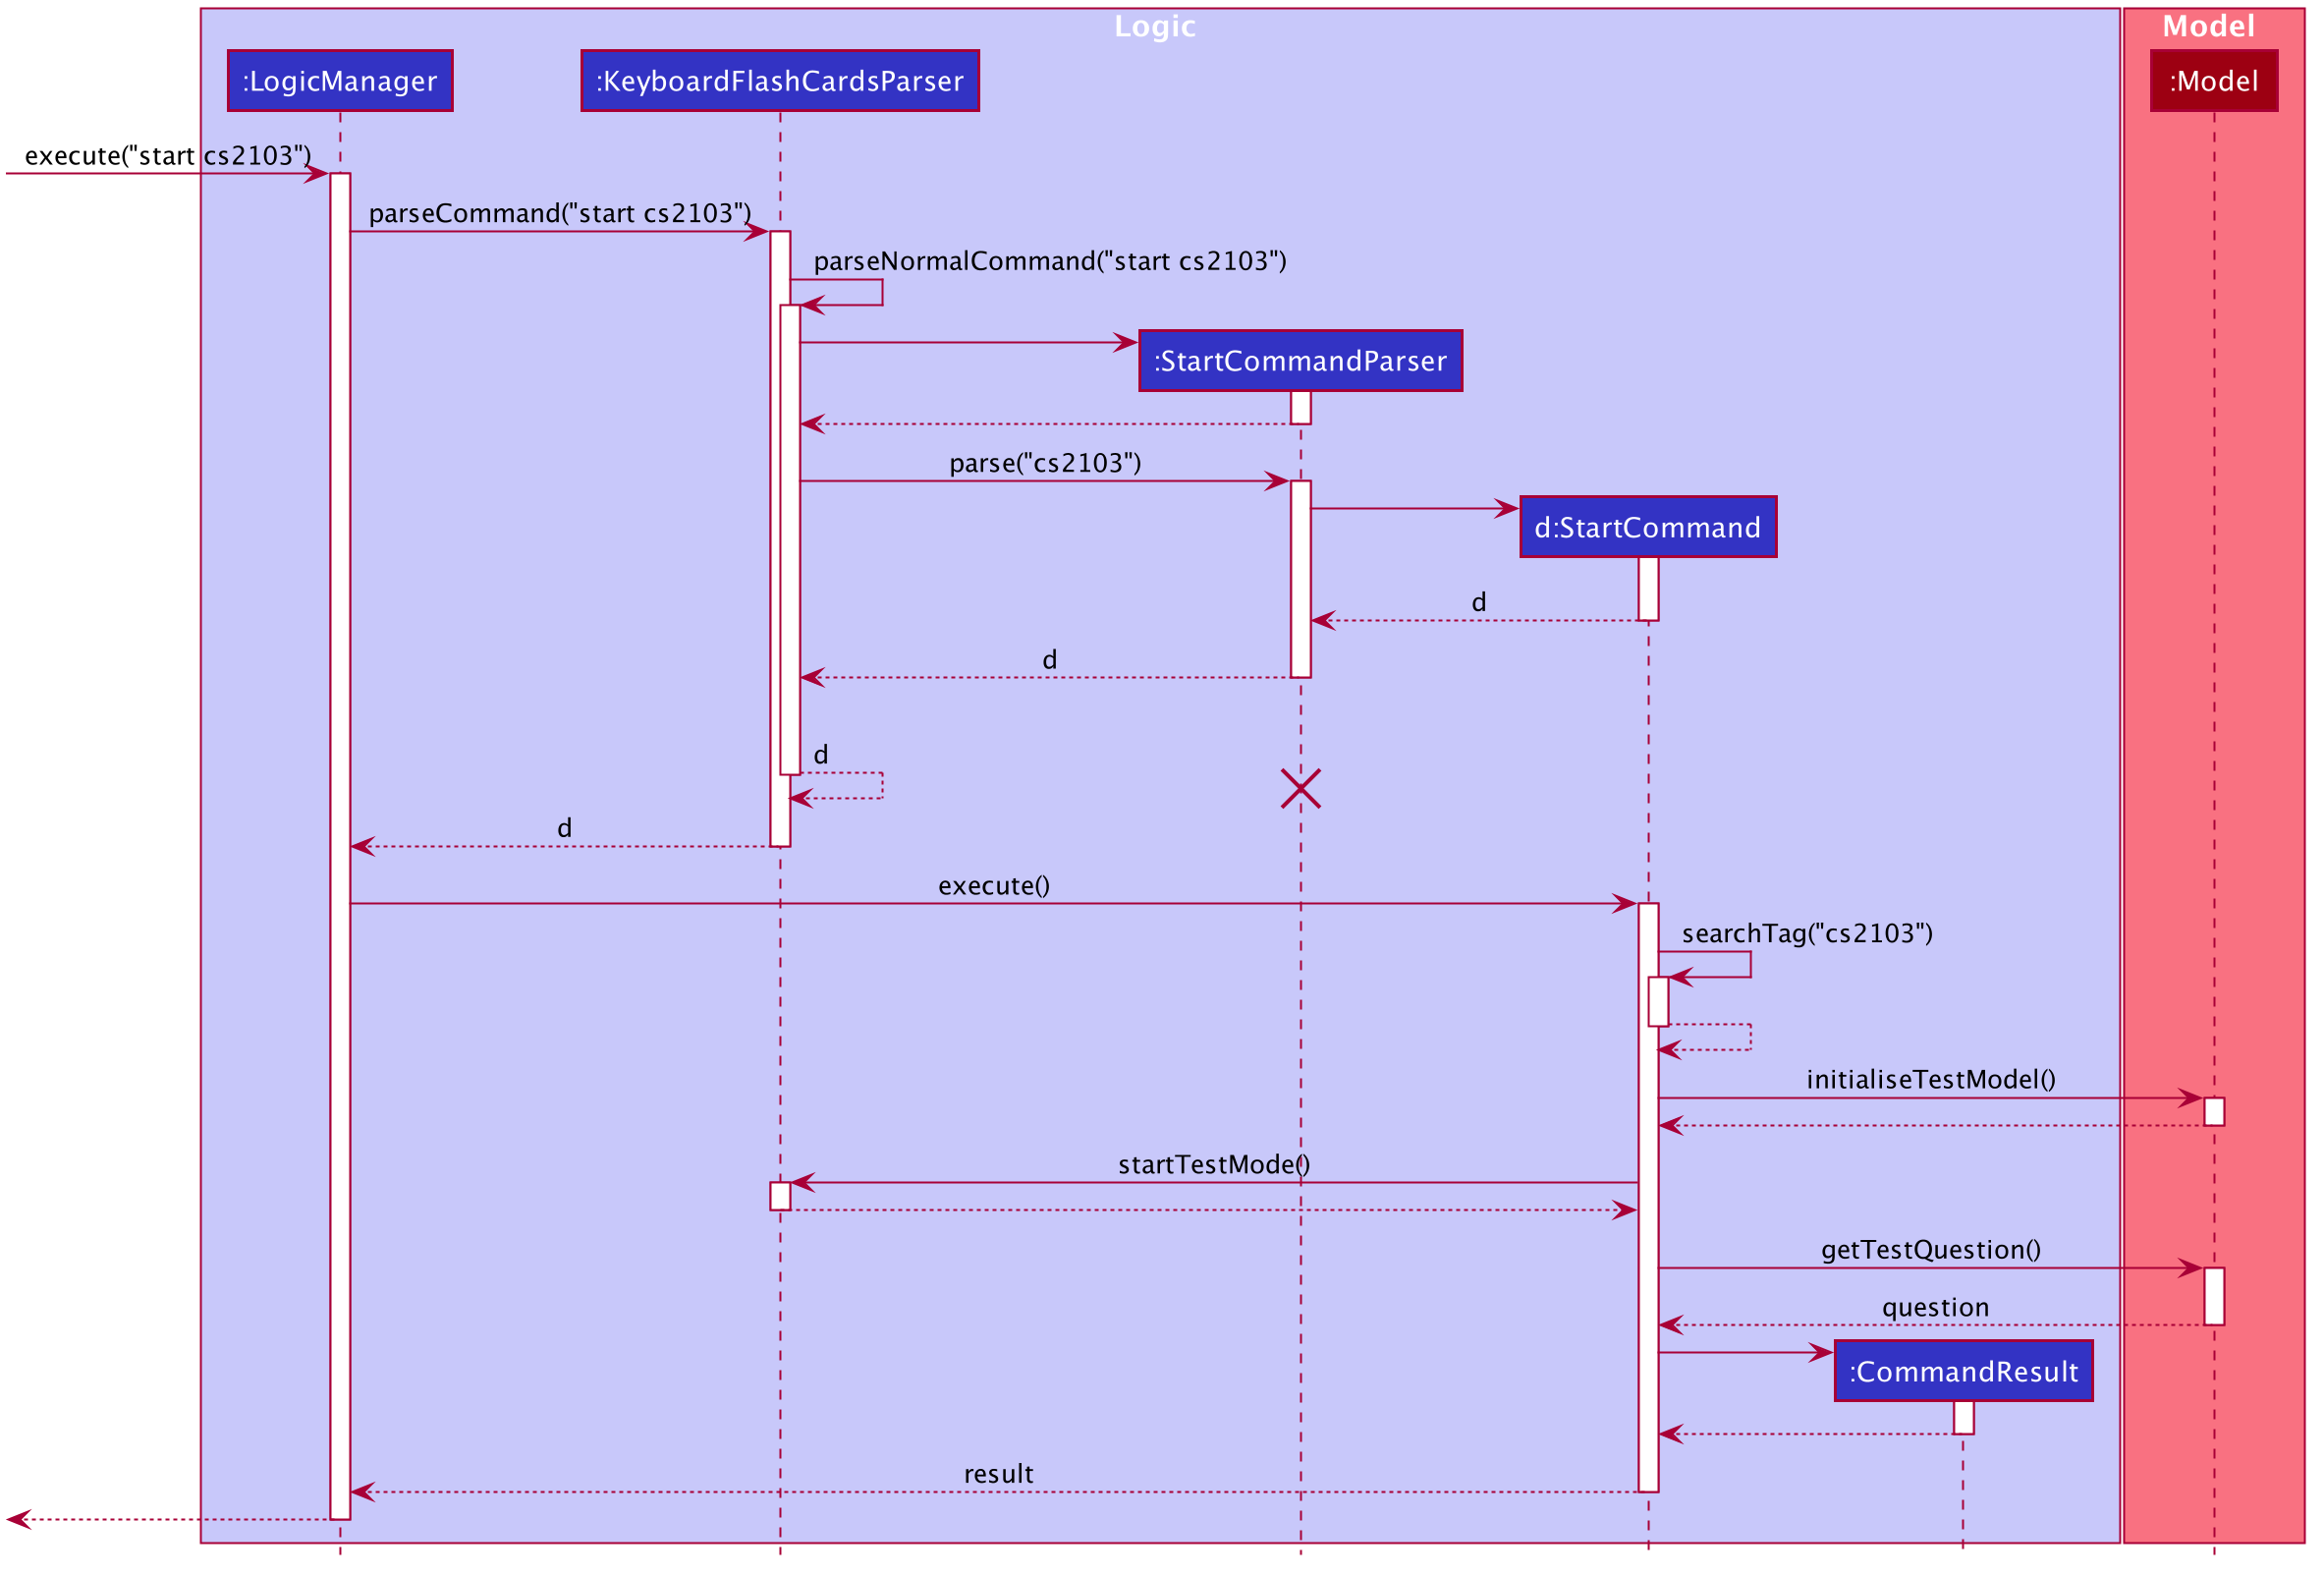 Logic
Model
:LogicManager
:KeyboardFlashCardsParser
:Model
execute("start cs2103")
parseCommand("start cs2103")
parseNormalCommand("start cs2103")
:StartCommandParser
parse("cs2103")
d:StartCommand
d
d
d
d
execute()
searchTag("cs2103")
initialiseTestModel()
startTestMode()
getTestQuestion()
question
:CommandResult
result